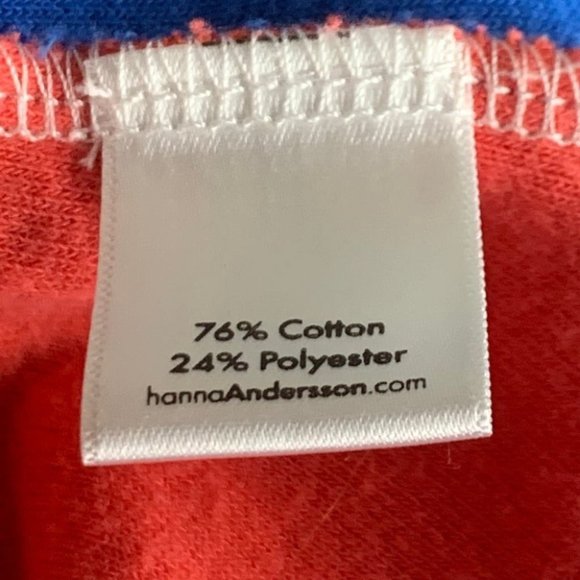 76% Cotton
24% Polyester
hannaAndersson.com